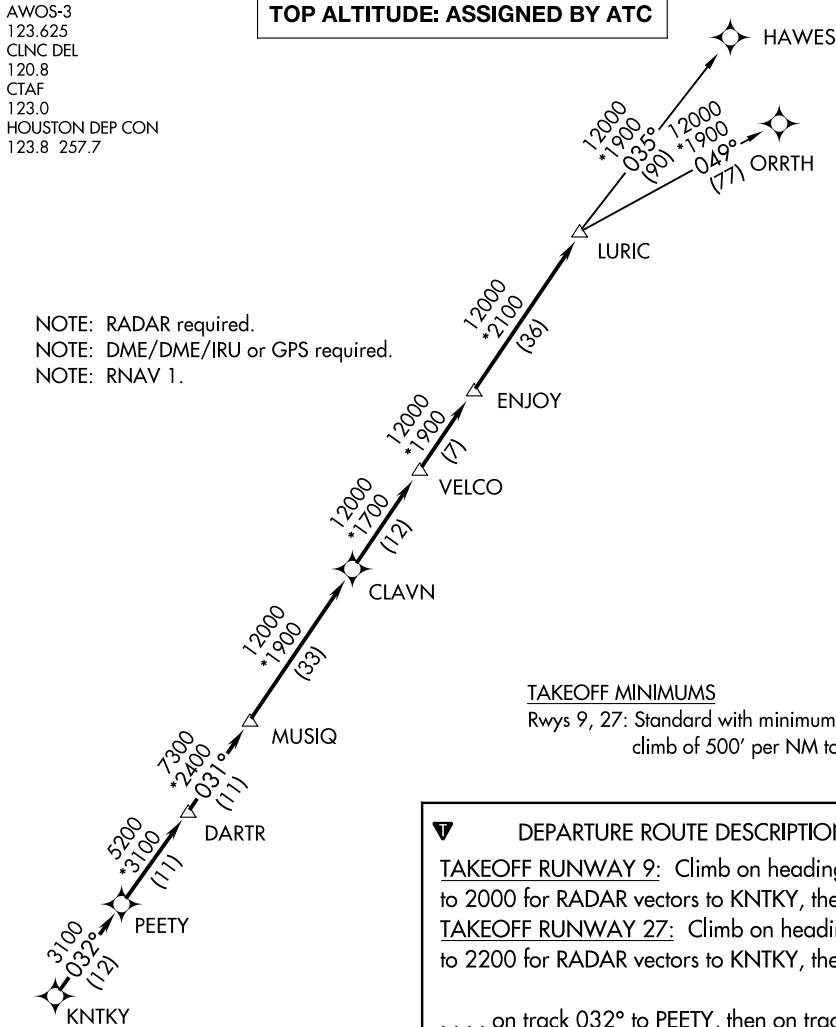 AWOS-3
123.625
CLNC DEL
120.8
CTAF
123.0
HOUSTON DEP CON
123.8 257.7
TOP ALTITUDE: ASSIGNED BY ATC
HAWES
12000
*1900
035°
(90)
12000
*1900
049°
(77)
ORRTH
LURIC
12000
*2100
(36)
NOTE: RADAR required.
NOTE: DME/DME/IRU or GPS required.
NOTE: RNAV 1.
ENJOY
12000
*1900
(7)
VELCO
12000
*1700
(12)
CLAVN
12000
*1900
(33)
MUSIQ
TAKEOFF MINIMUMS
Rwys 9, 27: Standard with minimum
climb of 500' per NM to
7300
*2400
031°
(11)
DARTR
5200
*3100
(11)
PEETY
3100
032°
(12)
KNTKY
T DEPARTURE ROUTE DESCRIPTION
TAKEOFF RUNWAY 9: Climb on heading
to 2000 for RADAR vectors to KNTKY, the
TAKEOFF RUNWAY 27: Climb on headi
to 2200 for RADAR vectors to KNTKY, the
. . . . on track 032° to PEETY, then on trac